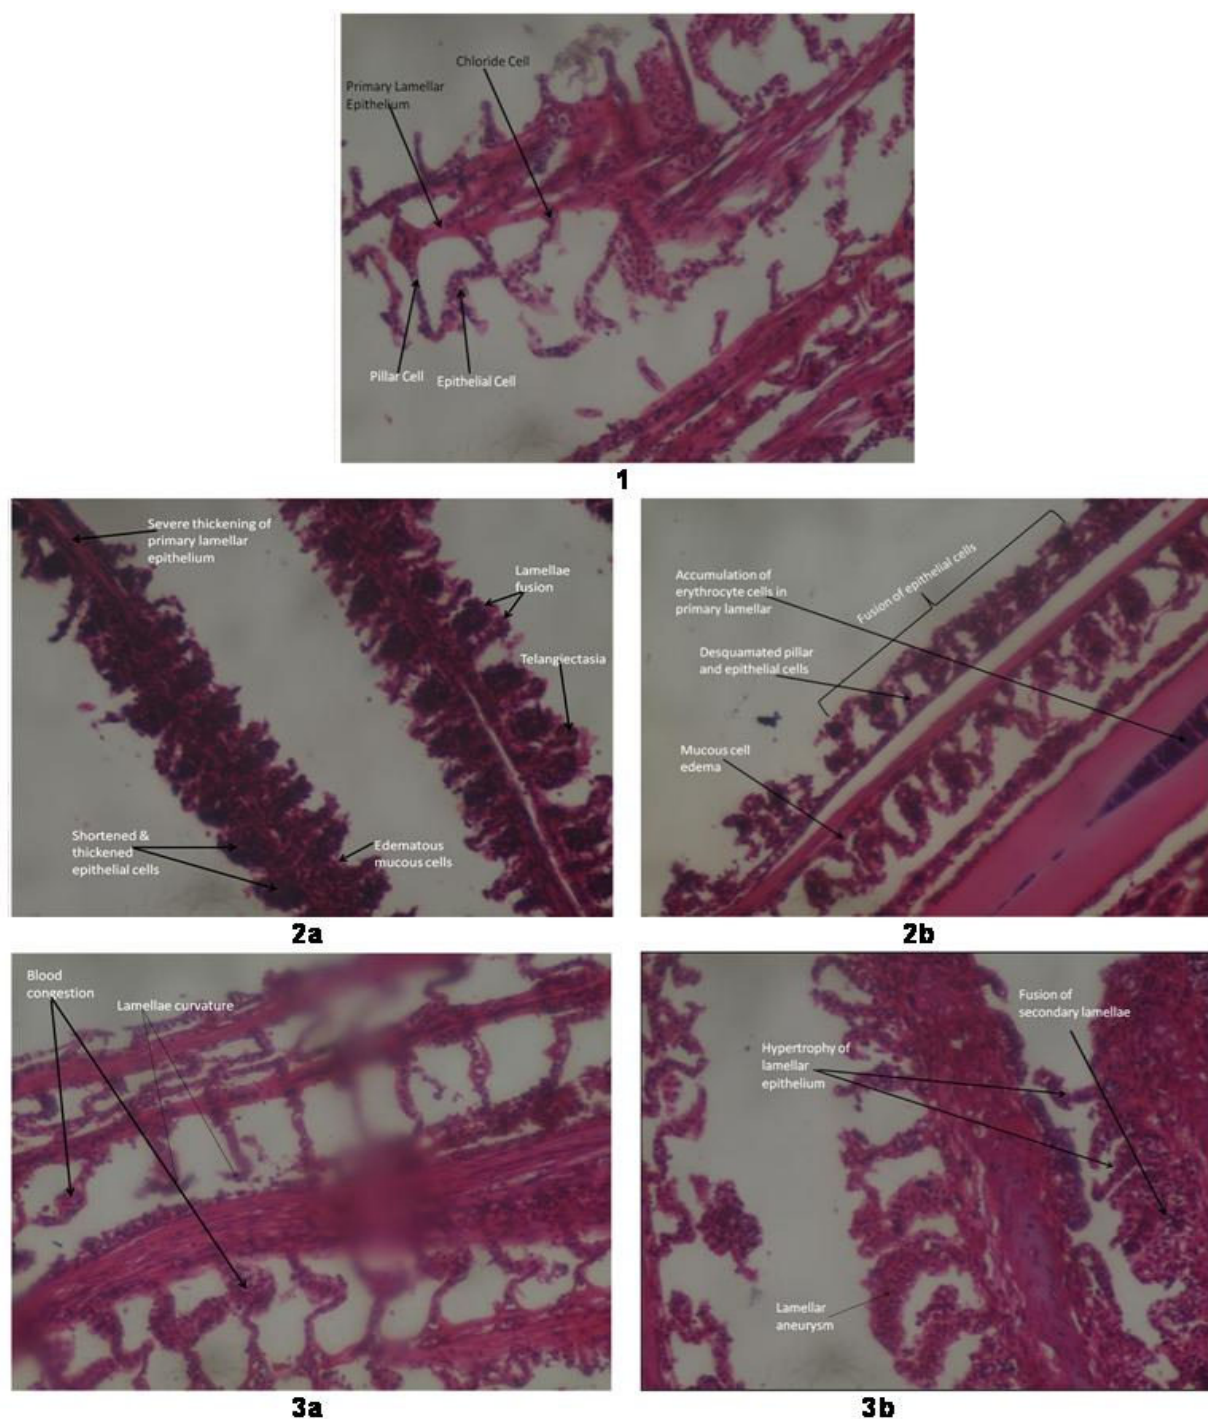 Chloride Cell
Primary Lamellar
Epithelium
Pillar Cell
Epithelial Cell
1
Severe thickening of
primary lamellar
epithelium
Lamellae
fusion
Telangiectasia
Shortened &
thickened
epithelial cells
Edematous
mucous cells
2a
Fusion of epithelial cells
Accumulation of
erythrocyte cells in
primary lamellar
Desquamated pillar
and epithelial cells
Mucous cell
edema
2b
Blood
congestion
Lamellae curvature
3a
Fusion of
secondary lamellae
Hypertrophy of
lamellar
epithelium
Lamellar
aneurysm
3b